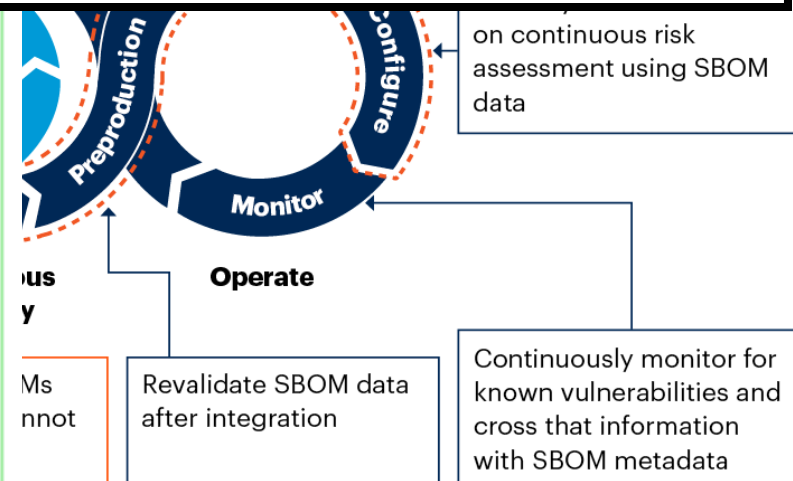 on continuous risk
assessment using SBOM
data
Configure
Preproduction
Monitor
Operate
Revalidate SBOM data
after integration
Continuously monitor for
known vulnerabilities and
cross that information
with SBOM metadata